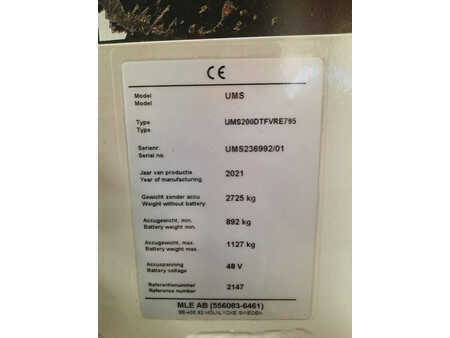 CE
Model UMS
Model
Type UMS200DTFVRE795
Type
Serienr. UMS236992/01
Serial no.
Jaar van productie 2021
Year of manufacturing
Gewicht zonder accu 2725 kg
Weight without battery
Accugewicht, min. 892 kg
Battery weight min.
Accugewicht, max. 1127 kg
Battery weight max.
Accuspanning 48 V
Battery voltage
Referentienummer 2147
Reference number
MLE AB (556083-6461)
SWEDEN